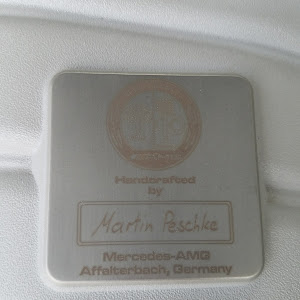 Handcrafted
by
Martin Peschke
Mercedes-AMG
Affalterbach, Germany